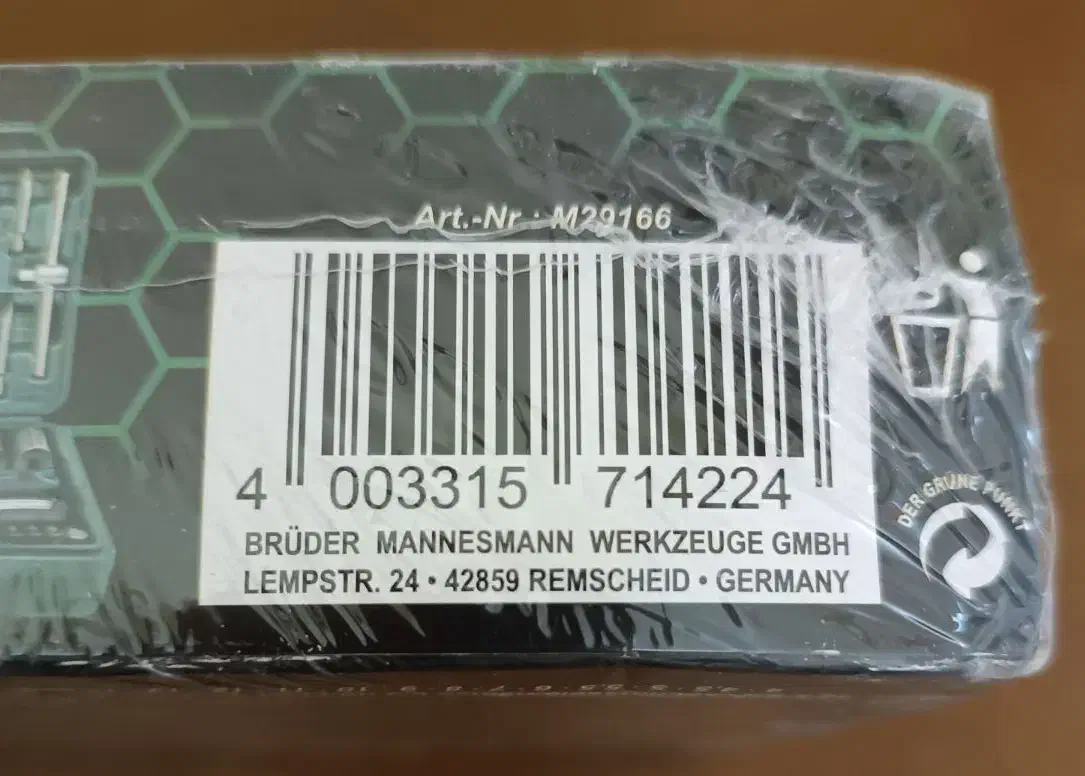 Art.-Nr.: M29166
4 003315 714224
BRÜDER MANNESMANN WERKZEUGE GMBH
LEMPSTR. 24 • 42859 REMSCHEID • GERMANY
DER GRÜNE PUNKT